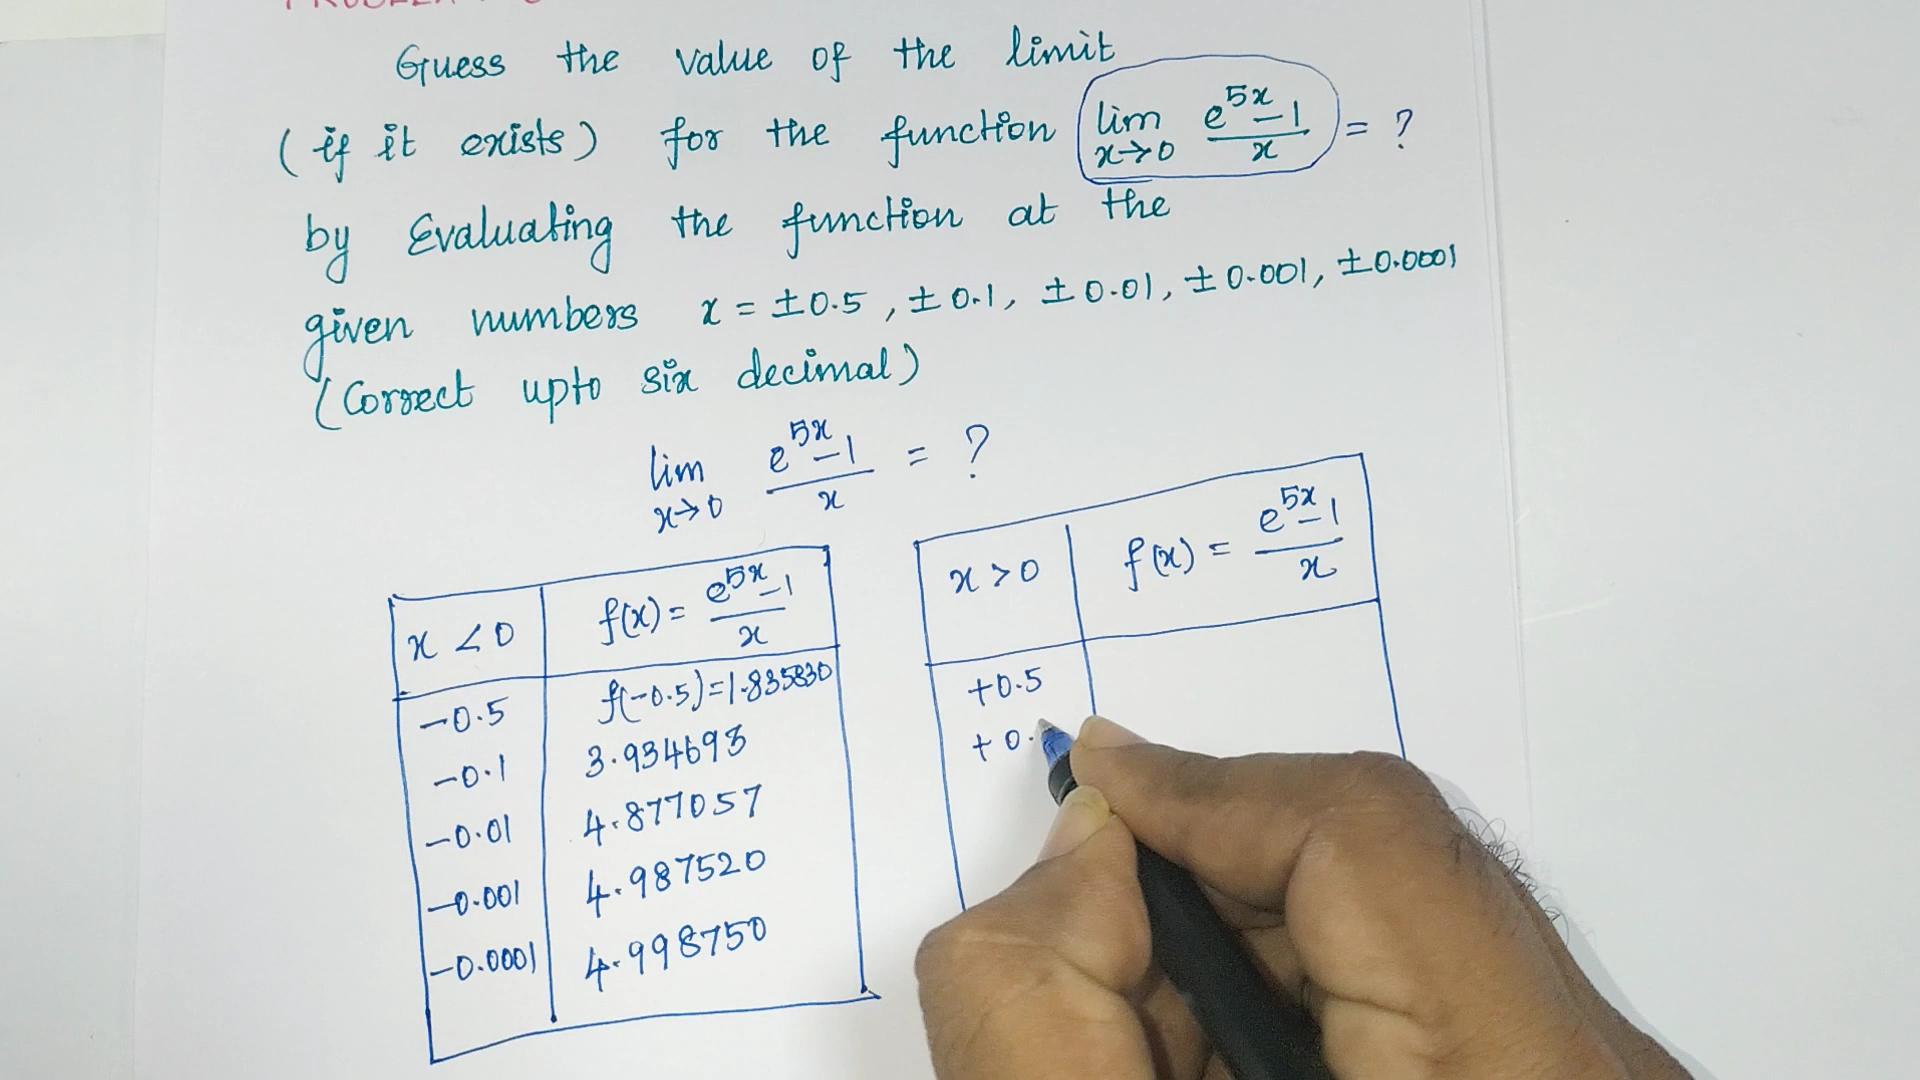 Guess the value of the limit
(if it exists) for the function lim x→0 e^5x-1/x = ?
by Evaluating the function at the
given numbers x = ±0.5, ±0.1, ±0.01, ±0.001, ±0.0001
(Correct upto six decimal)
lim x→0 e^5x-1/x = ?
x < 0 f(x) = e^5x-1/x
-0.5 f(-0.5)=1.835830
-0.1 3.934693
-0.01 4.877057
-0.001 4.987520
-0.0001 4.998750
x > 0 f(x) = e^5x-1/x
+0.5
+0.